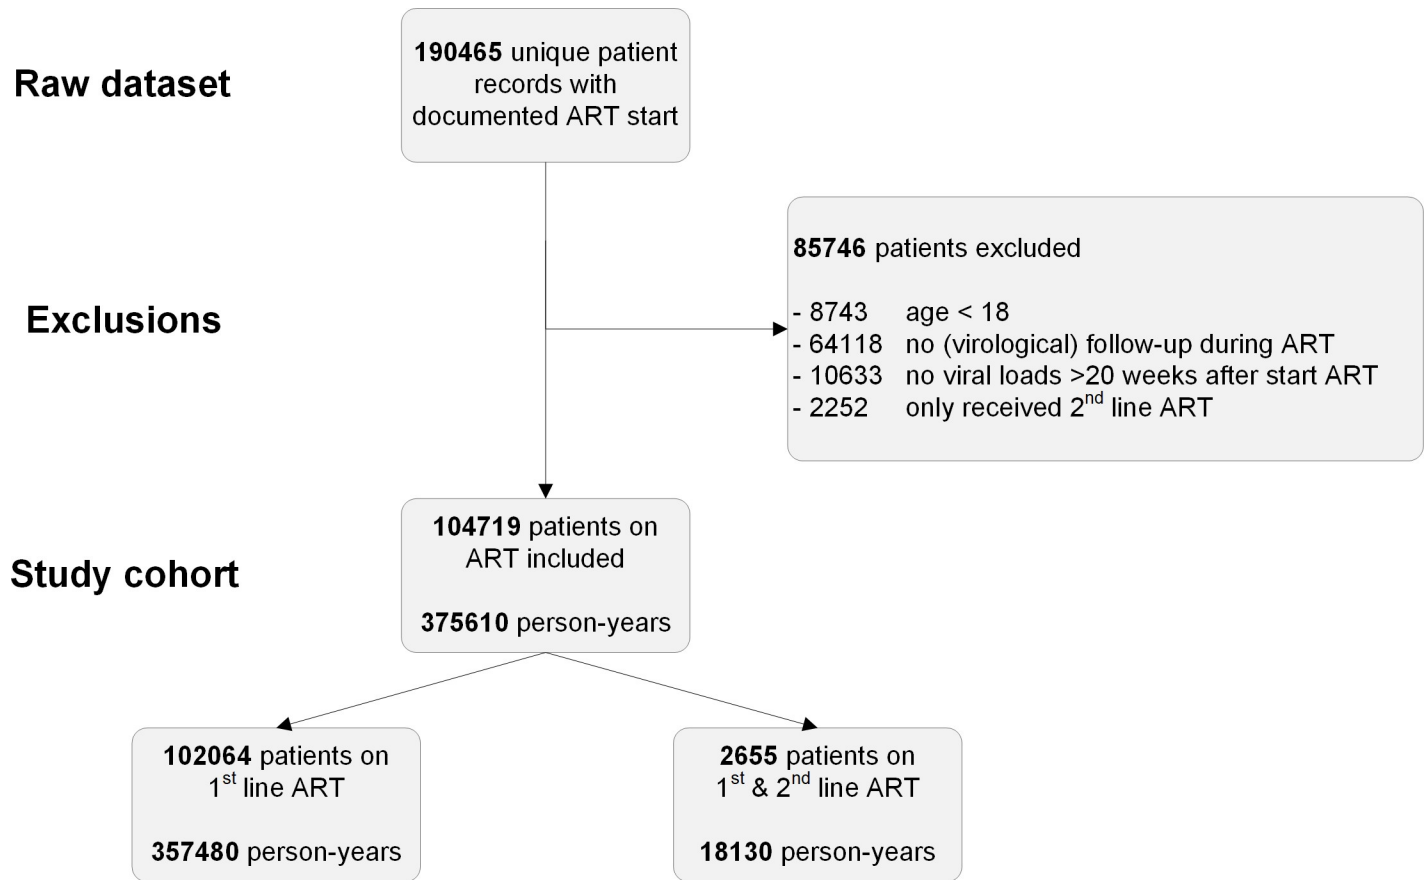 Raw dataset
190465 unique patient
records with
documented ART start
Exclusions
85746 patients excluded
- 8743 age < 18
- 64118 no (virological) follow-up during ART
- 10633 no viral loads >20 weeks after start ART
- 2252 only received 2nd line ART
Study cohort
104719 patients on
ART included
375610 person-years
102064 patients on
1st line ART
357480 person-years
2655 patients on
1st & 2nd line ART
18130 person-years